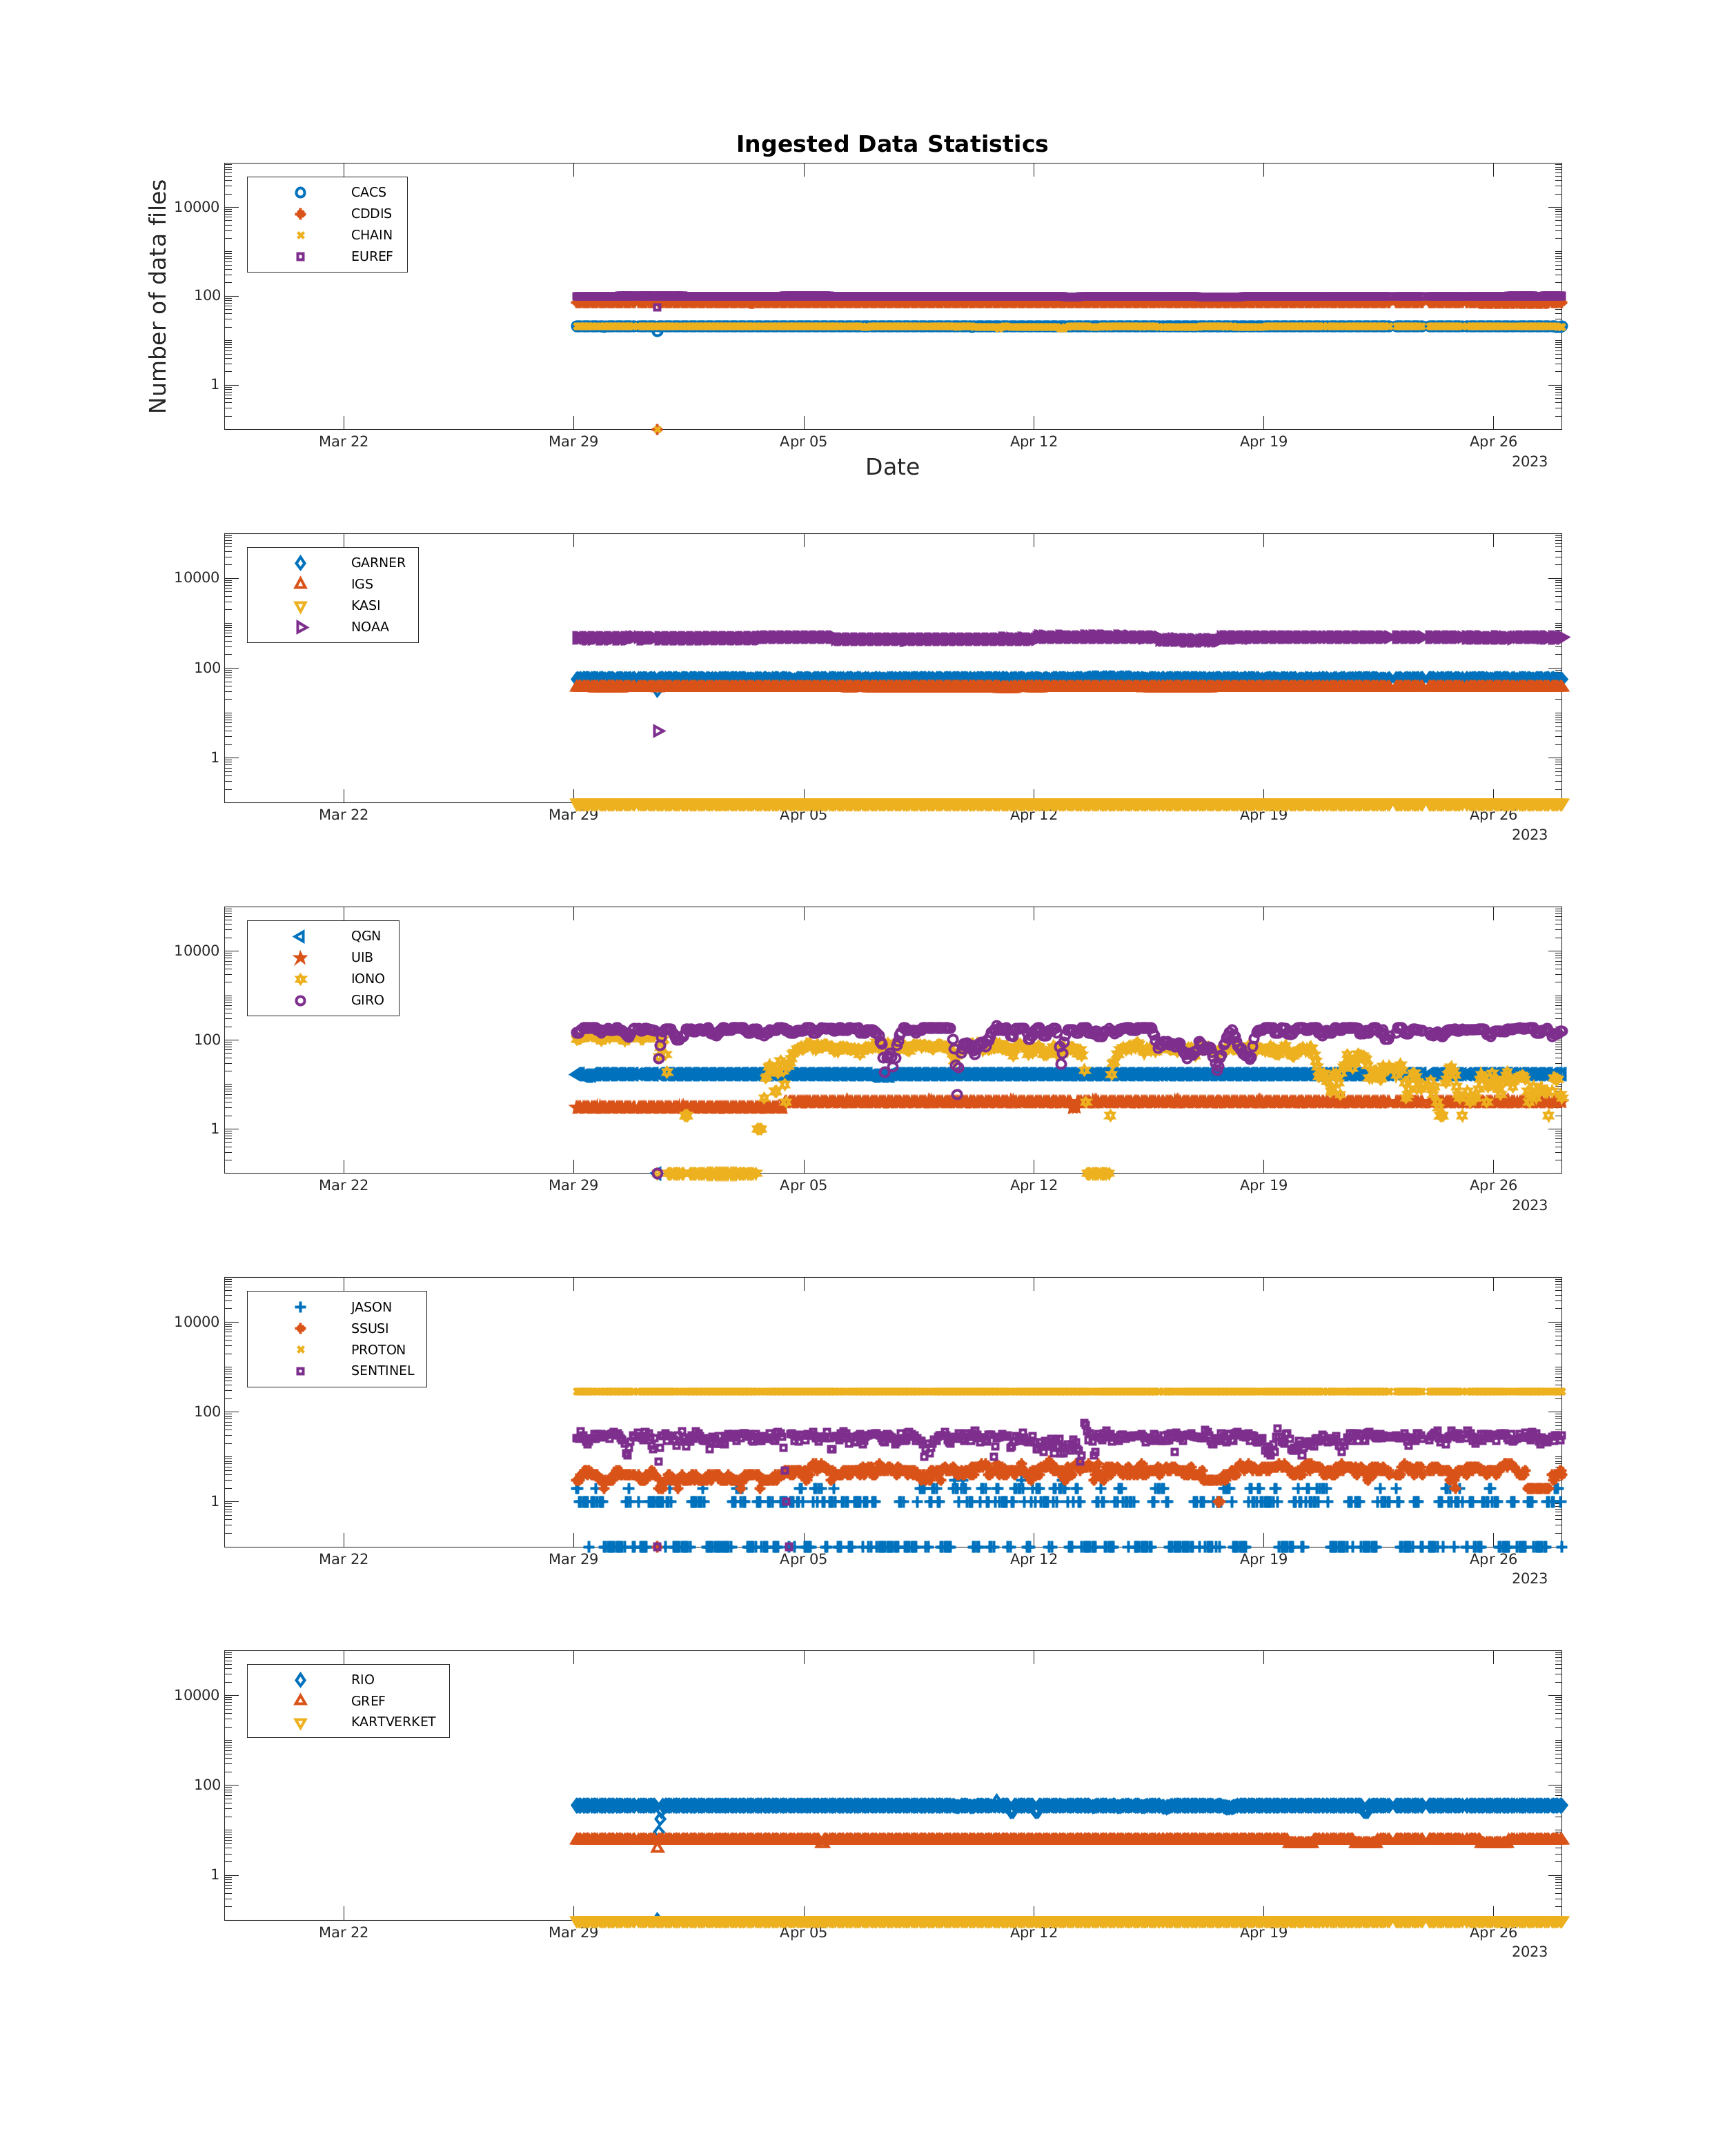 Ingested Data Statistics
Number of data files
10000
100
1
CACS
CDDIS
CHAIN
EUREF
Mar 22 Mar 29 Apr 05 Apr 12 Apr 19 Apr 26
2023
Date
10000
100
1
GARNER
IGS
KASI
NOAA
Mar 22 Mar 29 Apr 05 Apr 12 Apr 19 Apr 26
2023
10000
100
1
QGN
UIB
IONO
GIRO
Mar 22 Mar 29 Apr 05 Apr 12 Apr 19 Apr 26
2023
10000
100
1
JASON
SSUSI
PROTON
SENTINEL
Mar 22 Mar 29 Apr 05 Apr 12 Apr 19 Apr 26
2023
10000
100
1
RIO
GREF
KARTVERKET
Mar 22 Mar 29 Apr 05 Apr 12 Apr 19 Apr 26
2023